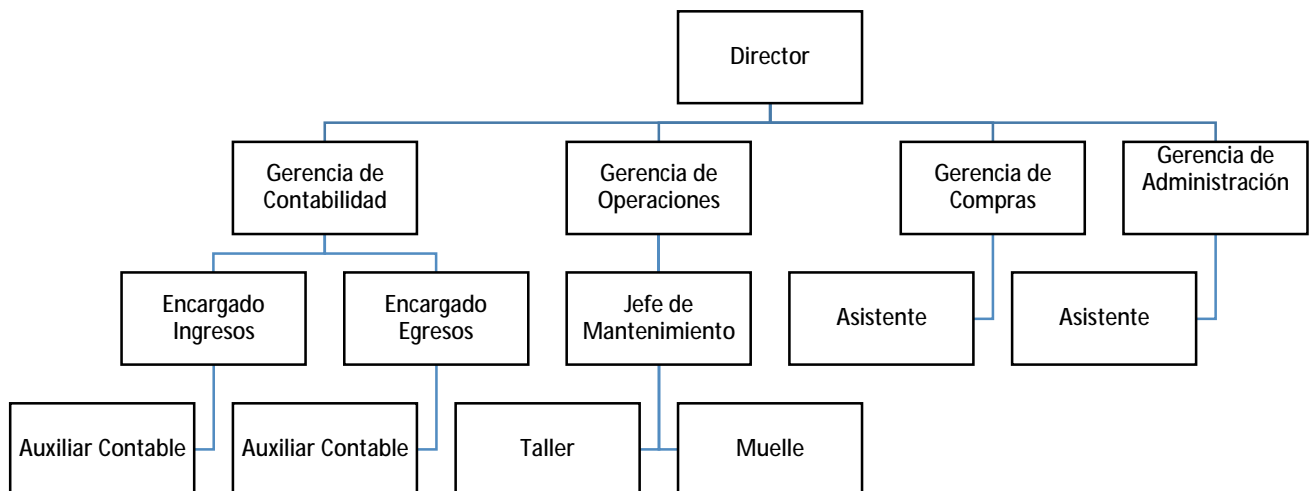 Director
Gerencia de
Contabilidad
Gerencia de
Operaciones
Gerencia de
Compras
Gerencia de
Administración
Encargado
Ingresos
Encargado
Egresos
Jefe de
Mantenimiento
Asistente
Asistente
Auxiliar Contable
Auxiliar Contable
Taller
Muelle